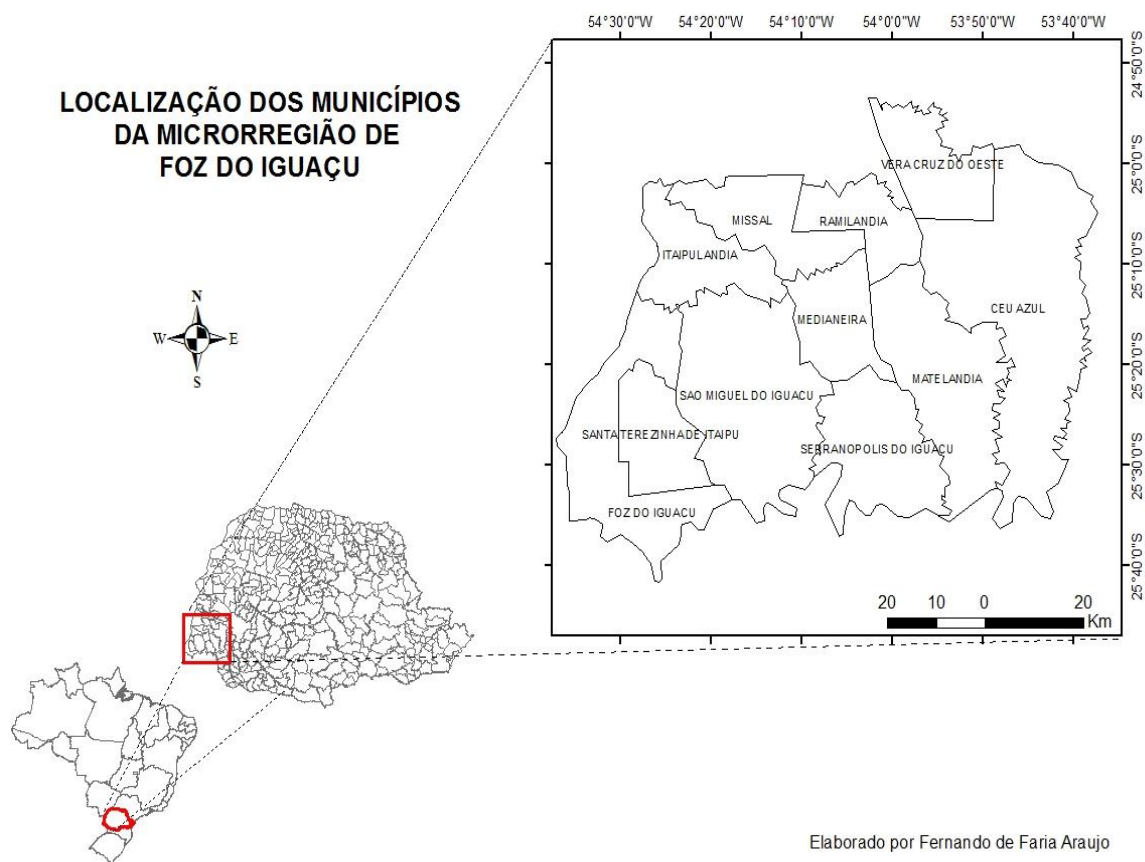 LOCALIZAÇÃO DOS MUNICÍPIOS
DA MICRORREGIÃO DE
FOZ DO IGUAÇU
54°30'0"W 54°20'0"W 54°10'0"W 54°0'0"W 53°50'0"W 53°40'0"W
24°50'0"S
25°0'0"S
25°10'0"S
25°20'0"S
25°30'0"S
25°40'0"S
VERA CRUZ DO OESTE
MISSAL
RAMILANDIA
ITAIPULANDIA
CEU AZUL
MEDIANEIRA
MATELANDIA
SAO MIGUEL DO IGUACU
SANTA TEREZINHA DE ITAIPU
SERRANOPOLIS DO IGUACU
FOZ DO IGUACU
N
W E
S
20 10 0 20
Km
Elaborado por Fernando de Faria Araujo